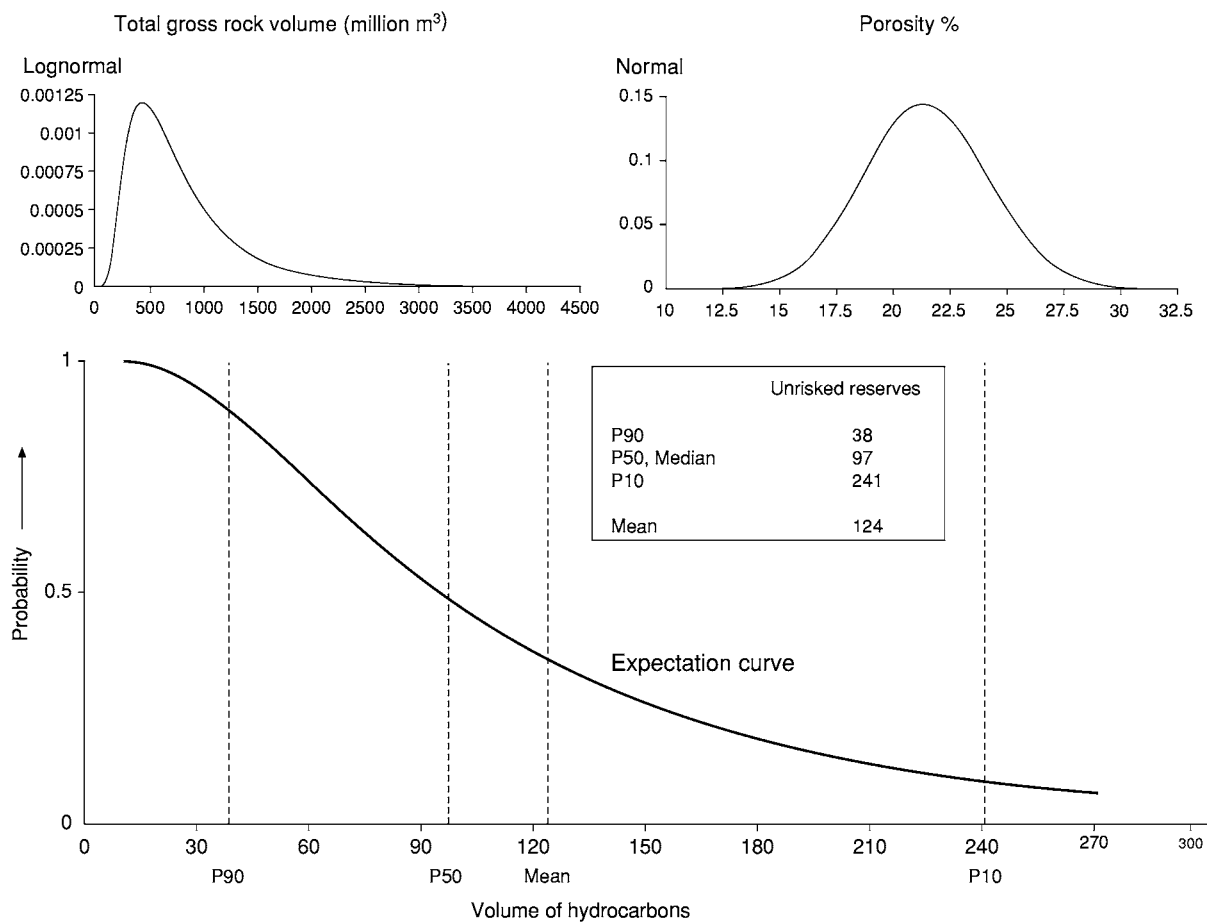 Total gross rock volume (million m³)
Lognormal
0.00125
0.001
0.00075
0.0005
0.00025
0
0 500 1000 1500 2000 2500 3000 3500 4000 4500
Porosity %
Normal
0.15
0.1
0.05
0
10 12.5 15 17.5 20 22.5 25 27.5 30 32.5
Unrisked reserves
P90 38
P50, Median 97
P10 241
Mean 124
Probability
1
0.5
0
Expectation curve
0 30 60 90 120 150 180 210 240 270 300
P90 P50 Mean P10
Volume of hydrocarbons